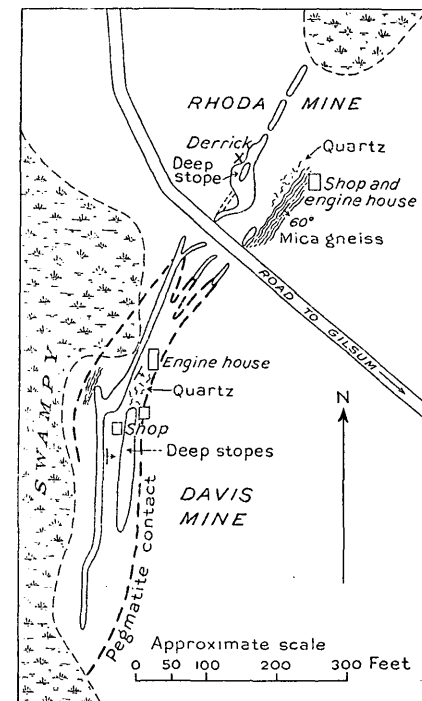 RHODA MINE
Derrick
X
Deep
stope
Quartz
Shop and
engine house
60°
Mica gneiss
ROAD TO GILSUM
SWAMPY
Engine house
Quartz
Shop
Deep stopes
N
DAVIS
MINE
Pegmatite contact
Approximate scale
0 50 100 200 300 Feet